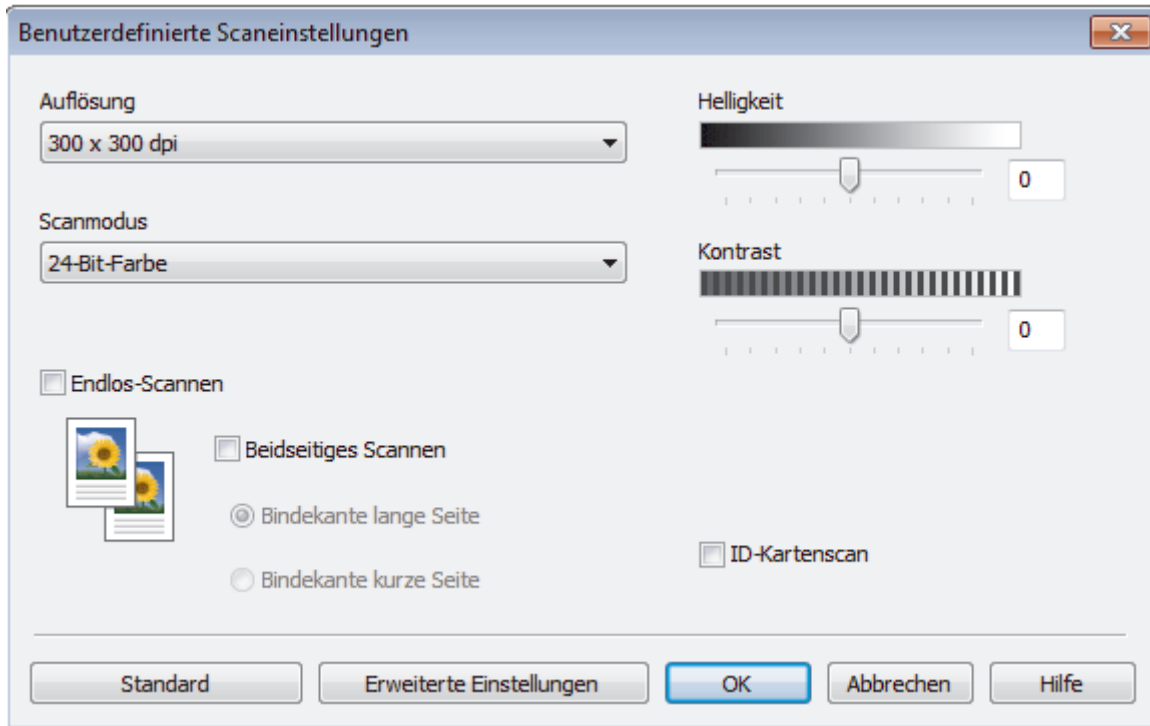 Benutzerdefinierte Scaneinstellungen
Auflösung
300 x 300 dpi
Scanmodus
24-Bit-Farbe
Helligkeit
0
Kontrast
0
Endlos-Scannen
Beidseitiges Scannen
Bindekante lange Seite
Bindekante kurze Seite
ID-Kartenscan
Standard
Erweiterte Einstellungen
OK
Abbrechen
Hilfe